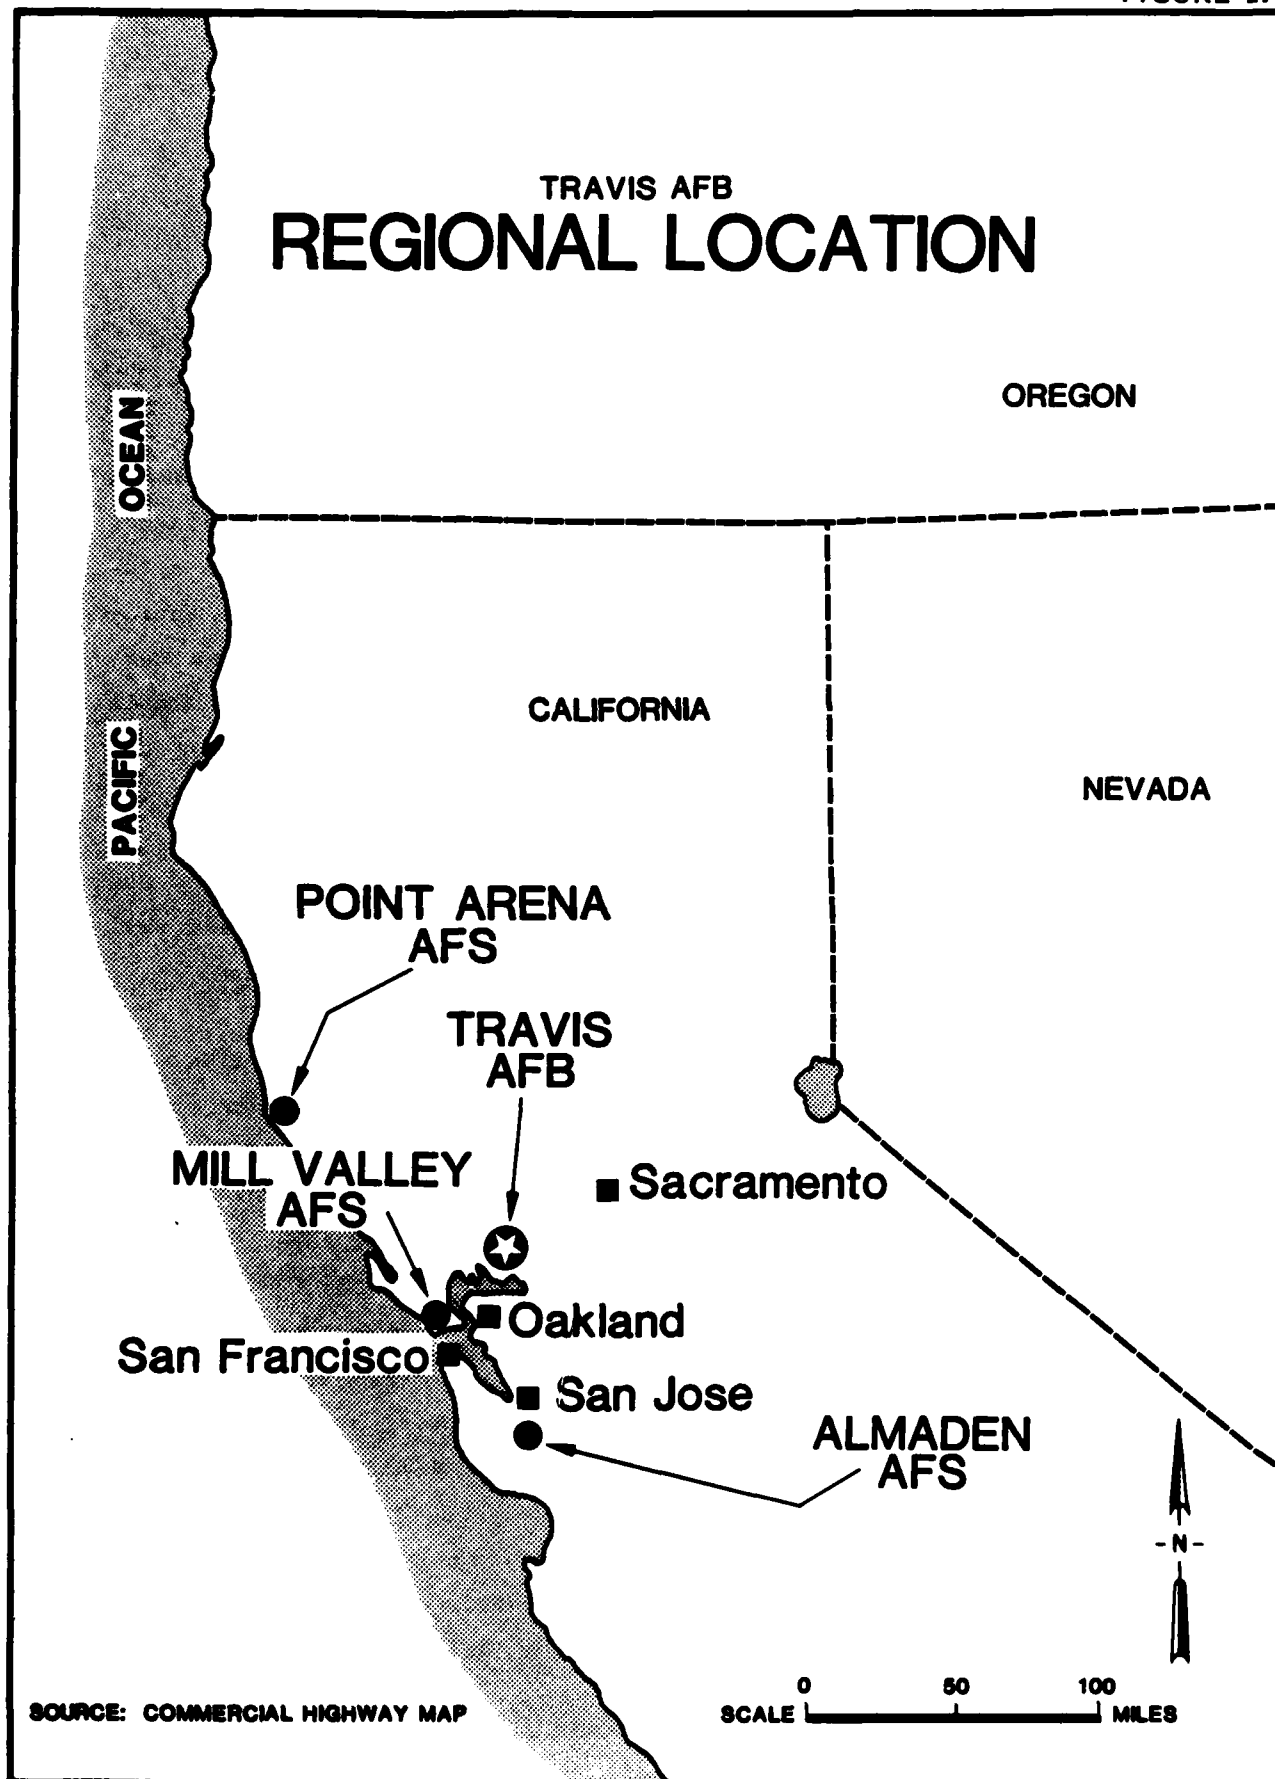 TRAVIS AFB
REGIONAL LOCATION
OREGON
OCEAN
CALIFORNIA
PACIFIC
NEVADA
POINT ARENA
AFS
TRAVIS
AFB
MILL VALLEY
AFS
Sacramento
Oakland
San Francisco
San Jose
ALMADEN
AFS
- N -
0 50 100
SCALE MILES
SOURCE: COMMERCIAL HIGHWAY MAP